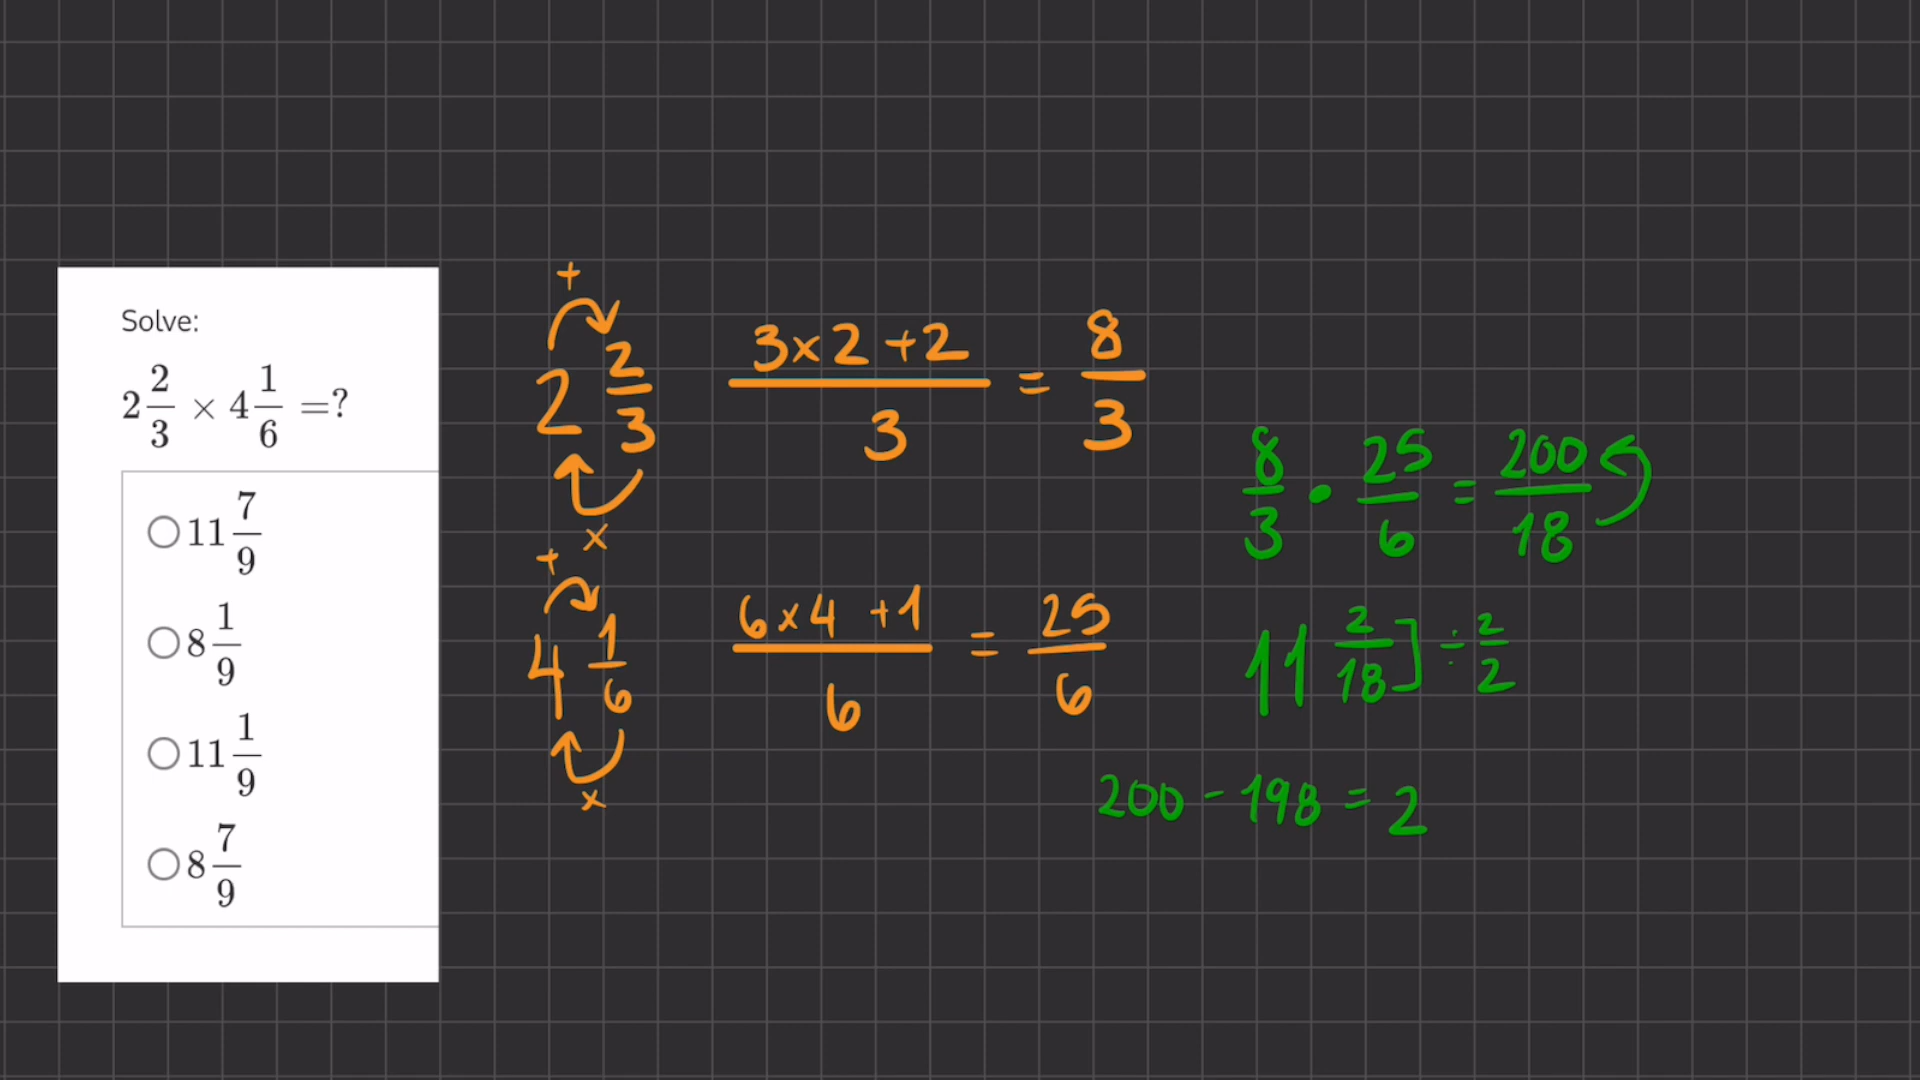 Solve:
2 2/3 × 4 1/6 =?
11 7/9
8 1/9
11 1/9
8 7/9
+
2 2/3
×
(3×2+2)/3 = 8/3
+
4 1/6
×
(6×4+1)/6 = 25/6
8/3 · 25/6 = 200/18
11 2/18] ÷ 2/2
200 - 198 = 2